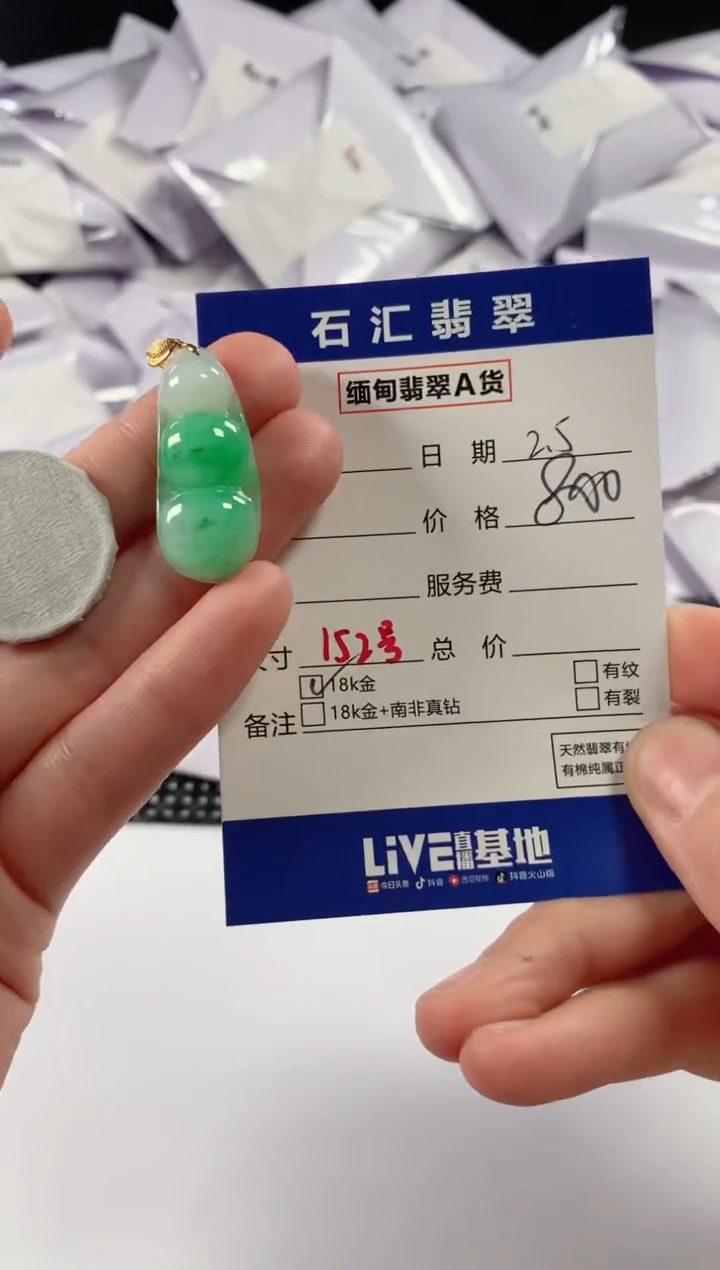 石汇翡翠
缅甸翡翠A货
日期 2.5
价格 800
服务费
寸 152号 总价
18k金 有纹
备注 18k金+南非真钻 有裂
天然翡翠有
有棉纯属正
LiVE直播基地
今日头条 抖音 西瓜视频 抖音火山版